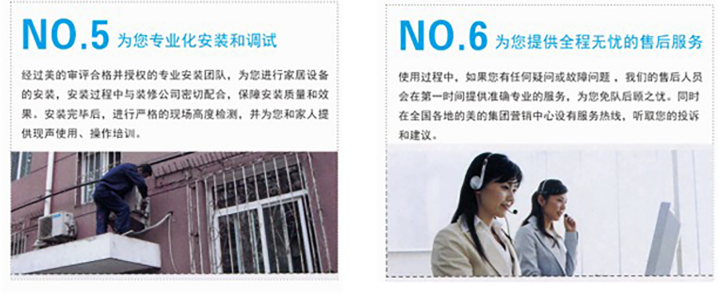 NO.5 为您专业化安装和调试
经过美的审评合格并授权的专业安装团队，为您进行家居设备
的安装，安装过程中与装修公司密切配合，保障安装质量和效
果。安装完毕后，进行严格的现场高度检测，并为您和家人提
供现声使用、操作培训。
NO.6 为您提供全程无忧的售后服务
使用过程中，如果您有任何疑问或故障问题，我们的售后人员
会在第一时间提供准确专业的服务，为您免队后顾之忧。同时
在全国各地的美的集团营销中心设有服务热线，听取您的投诉
和建议。